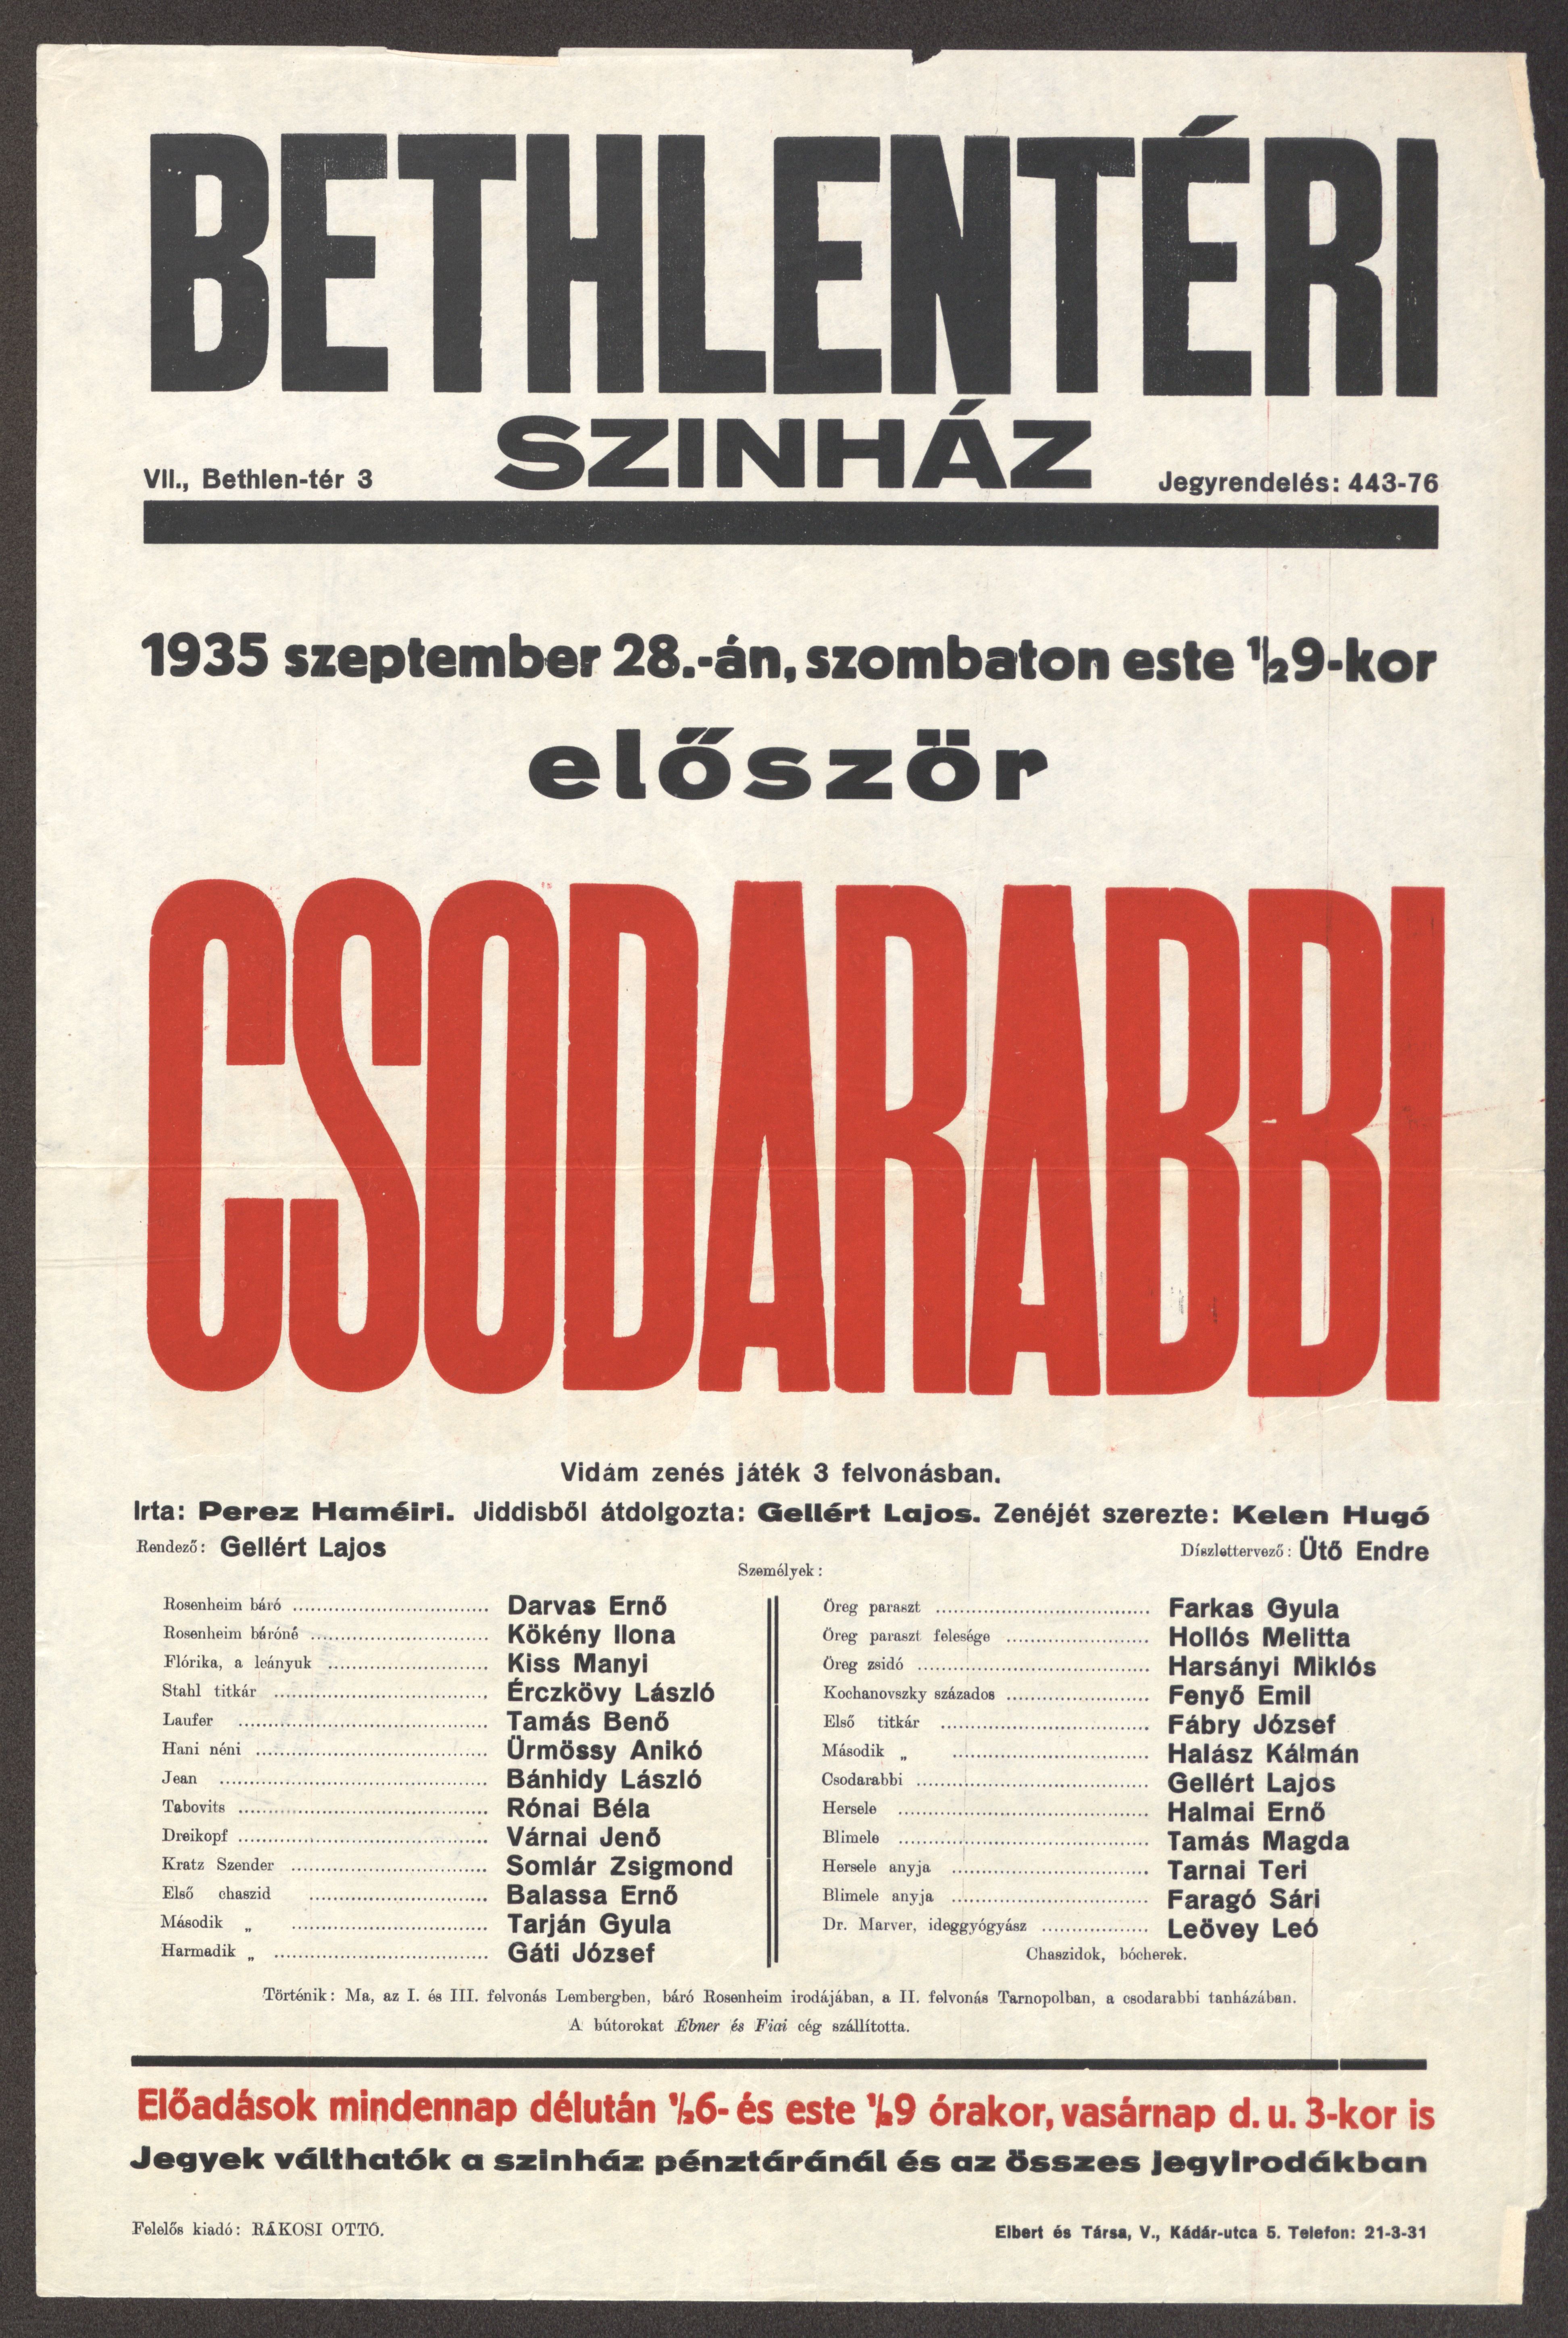 BETHLENTÉRI
SZINHÁZ
VII., Bethlen-tér 3
Jegyrendelés: 443-76
1935 szeptember 28.-án, szombaton este ½9-kor
először
CSODARABBI
Vidám zenés játék 3 felvonásban.
Irta: Perez Haméiri. Jiddisből átdolgozta: Gellért Lajos. Zenéjét szerezte: Kelen Hugó
Rendező: Gellért Lajos
Díszlettervező: Ütő Endre
Személyek:
Rosenheim báró ........ Darvas Ernő
Rosenheim báróné ........ Kökény Ilona
Flórika, a leányuk ........ Kiss Manyi
Stahl titkár ........ Érczkövy László
Laufer ........ Tamás Benő
Hani néni ........ Ürmössy Anikó
Jean ........ Bánhidy László
Tabovits ........ Rónai Béla
Dreikopf ........ Várnai Jenő
Kratz Szender ........ Somlár Zsigmond
Első chaszid ........ Balassa Ernő
Második „ ........ Tarján Gyula
Harmadik „ ........ Gáti József
Öreg paraszt ........ Farkas Gyula
Öreg paraszt felesége ........ Hollós Melitta
Öreg zsidó ........ Harsányi Miklós
Kochanovszky százados ........ Fenyő Emil
Első titkár ........ Fábry József
Második „ ........ Halász Kálmán
Csodarabbi ........ Gellért Lajos
Hersele ........ Halmai Ernő
Blimele ........ Tamás Magda
Hersele anyja ........ Tarnai Teri
Blimele anyja ........ Faragó Sári
Dr. Marver, ideggyógyász ........ Leövey Leó
Chaszidok, bócherek.
Történik: Ma, az I. és III. felvonás Lembergben, báró Rosenheim irodájában, a II. felvonás Tarnopolban, a csodarabbi tanházában.
A bútorokat Ébner és Fiai cég szállította.
Előadások mindennap délután ½6- és este ½9 órakor, vasárnap d. u. 3-kor is
Jegyek válthatók a szinház pénztáránál és az összes jegyirodákban
Felelős kiadó: RÁKOSI OTTÓ.
Elbert és Társa, V., Kádár-utca 5. Telefon: 21-3-31